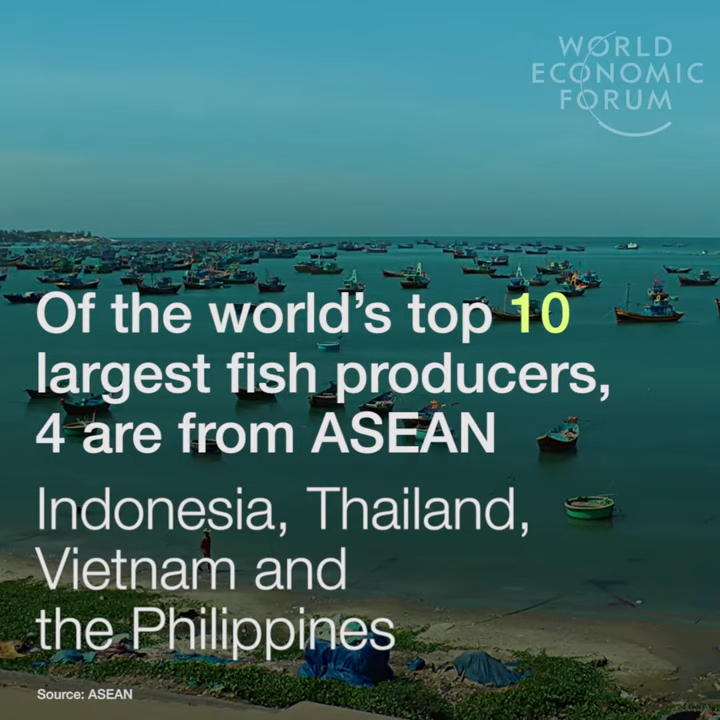 WORLD
ECONOMIC
FORUM
Of the world’s top 10
largest fish producers,
4 are from ASEAN
Indonesia, Thailand,
Vietnam and
the Philippines
Source: ASEAN